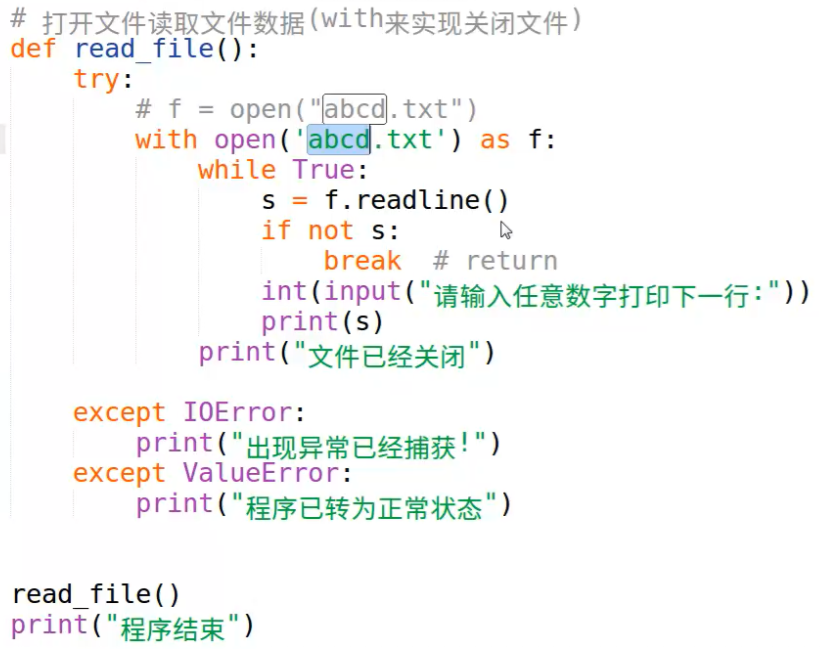 # 打开文件读取文件数据(with来实现关闭文件)
def read_file():
    try:
        # f = open("abcd.txt")
        with open('abcd.txt') as f:
            while True:
                s = f.readline()
                if not s:
                    break  # return
                int(input("请输入任意数字打印下一行:"))
                print(s)
            print("文件已经关闭")
    except IOError:
        print("出现异常已经捕获!")
    except ValueError:
        print("程序已转为正常状态")
read_file()
print("程序结束")